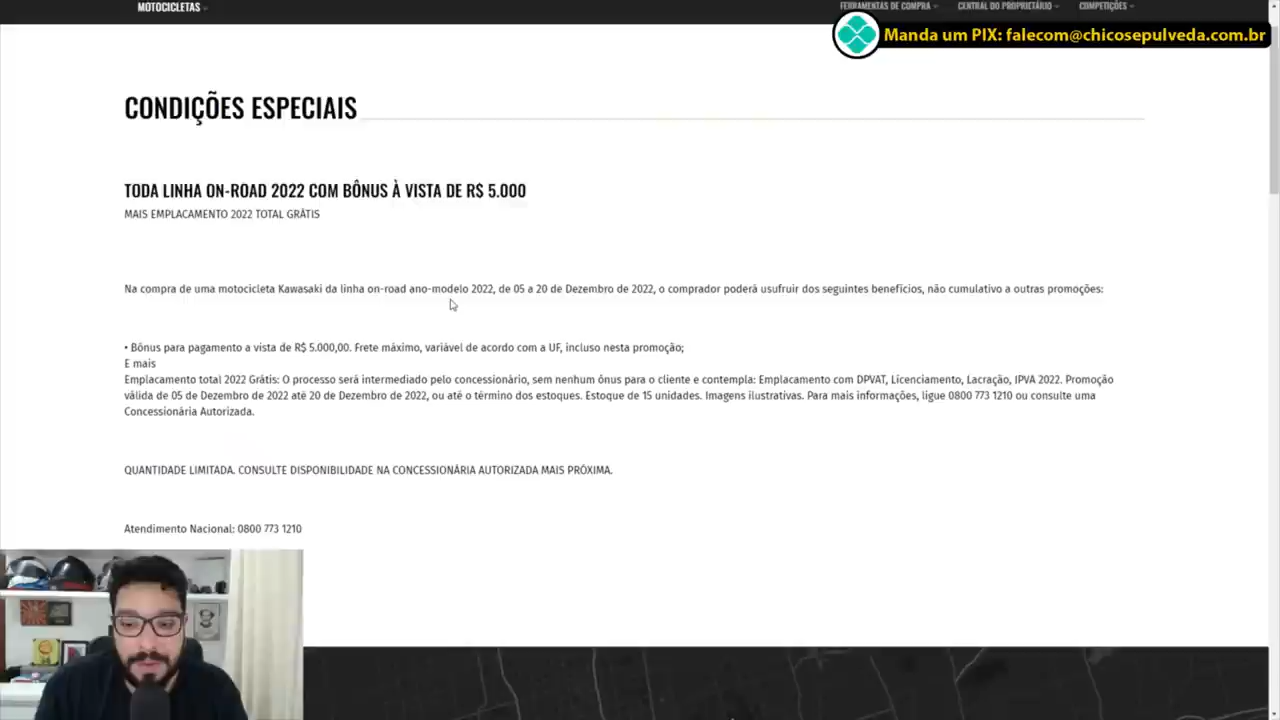 MOTOCICLETAS
FERRAMENTAS DE COMPRA
CENTRAL DO PROPRIETÁRIO
COMPETIÇÕES
Manda um PIX: falecom@chicosepulveda.com.br
CONDIÇÕES ESPECIAIS
TODA LINHA ON-ROAD 2022 COM BÔNUS À VISTA DE R$ 5.000
MAIS EMPLACAMENTO 2022 TOTAL GRÁTIS
Na compra de uma motocicleta Kawasaki da linha on-road ano-modelo 2022, de 05 a 20 de Dezembro de 2022, o comprador poderá usufruir dos seguintes benefícios, não cumulativo a outras promoções:
• Bônus para pagamento a vista de R$ 5.000,00. Frete máximo, variável de acordo com a UF, incluso nesta promoção;
E mais
Emplacamento total 2022 Grátis: O processo será intermediado pelo concessionário, sem nenhum ônus para o cliente e contempla: Emplacamento com DPVAT, Licenciamento, Lacração, IPVA 2022. Promoção
válida de 05 de Dezembro de 2022 até 20 de Dezembro de 2022, ou até o término dos estoques. Estoque de 15 unidades. Imagens ilustrativas. Para mais informações, ligue 0800 773 1210 ou consulte uma
Concessionária Autorizada.
QUANTIDADE LIMITADA. CONSULTE DISPONIBILIDADE NA CONCESSIONÁRIA AUTORIZADA MAIS PRÓXIMA.
Atendimento Nacional: 0800 773 1210